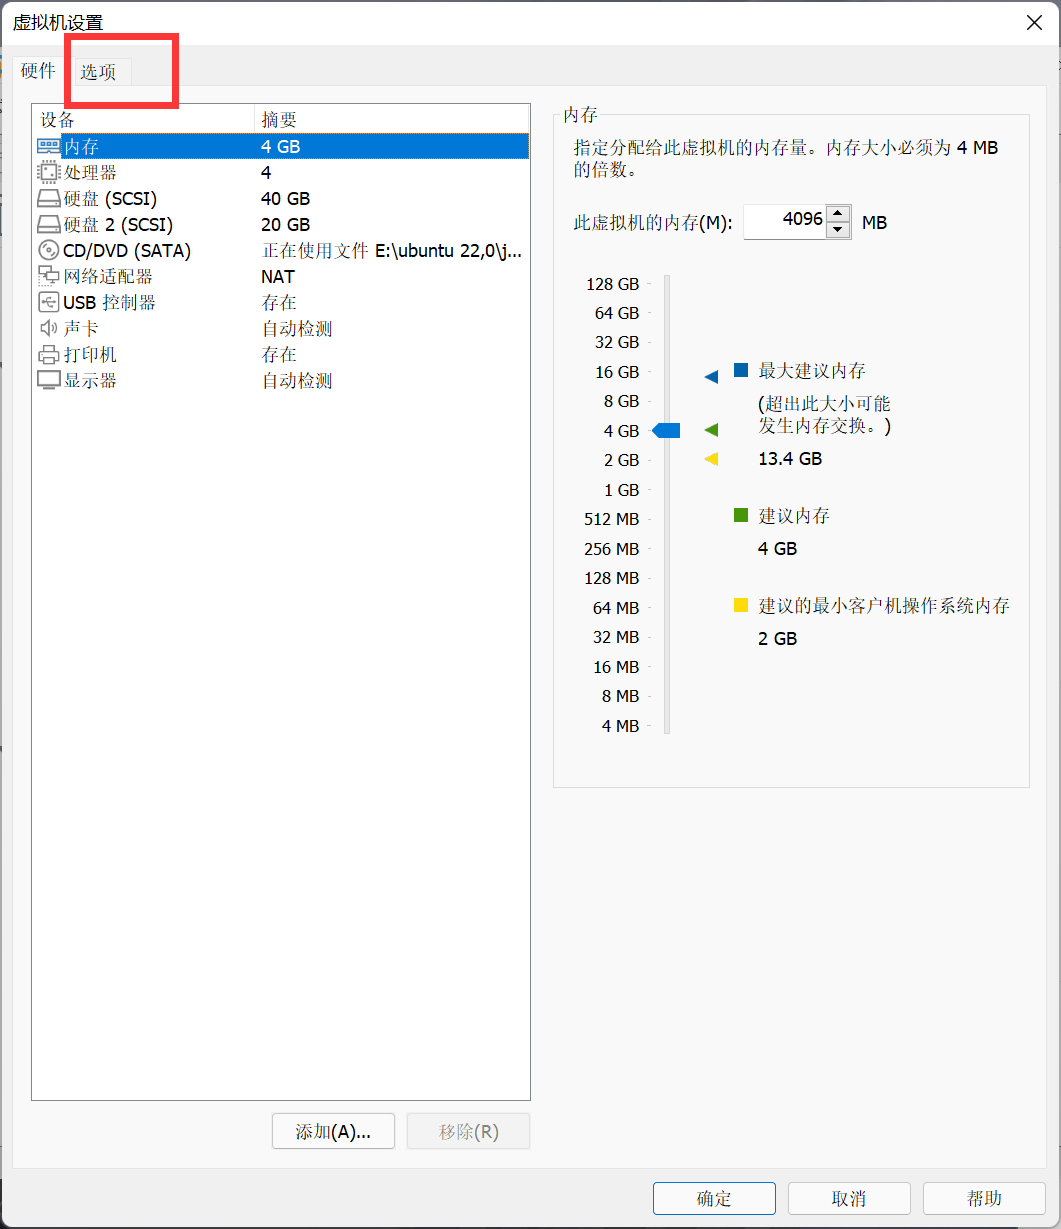 虚拟机设置
硬件 选项
设备 摘要
内存 4 GB
处理器 4
硬盘 (SCSI) 40 GB
硬盘 2 (SCSI) 20 GB
CD/DVD (SATA) 正在使用文件 E:\ubuntu 22,0\j...
网络适配器 NAT
USB 控制器 存在
声卡 自动检测
打印机 存在
显示器 自动检测
添加(A)... 移除(R)
内存
指定分配给此虚拟机的内存量。内存大小必须为 4 MB
的倍数。
此虚拟机的内存(M): 4096 MB
128 GB
64 GB
32 GB
16 GB
8 GB
4 GB
2 GB
1 GB
512 MB
256 MB
128 MB
64 MB
32 MB
16 MB
8 MB
4 MB
最大建议内存
(超出此大小可能
发生内存交换。)
13.4 GB
建议内存
4 GB
建议的最小客户机操作系统内存
2 GB
确定 取消 帮助